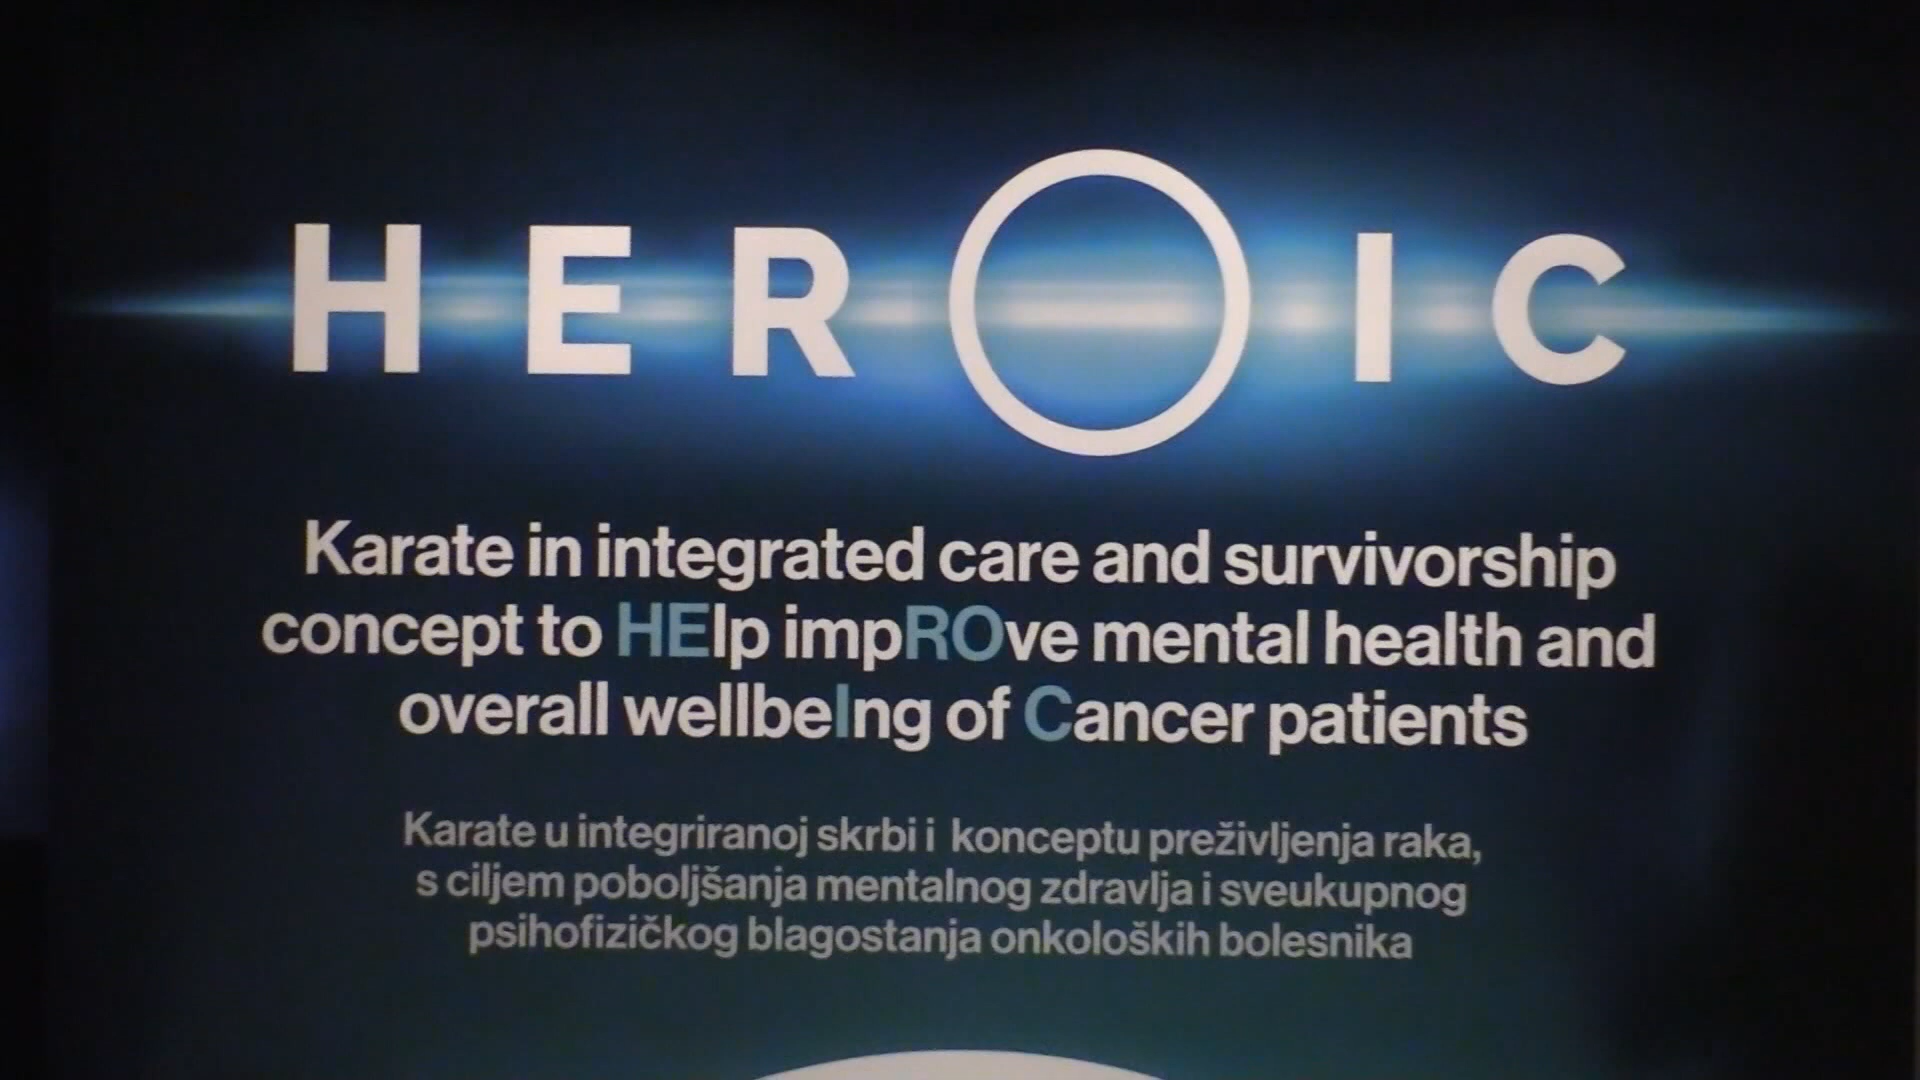 HEROIC
Karate in integrated care and survivorship
concept to HElp impROve mental health and
overall wellbeIng of Cancer patients
Karate u integriranoj skrbi i konceptu preživljenja raka,
s ciljem poboljšanja mentalnog zdravlja i sveukupnog
psihofizičkog blagostanja onkoloških bolesnika